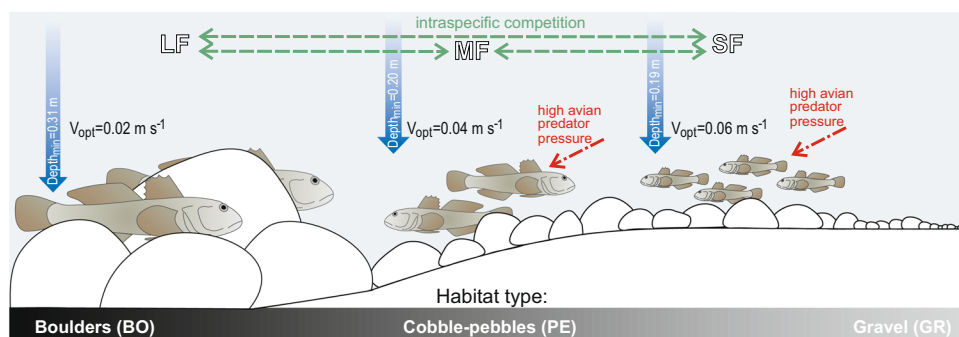 intraspecific competition
LF
MF
SF
Depthmin=0.31 m
Vopt=0.02 m s-1
Depthmin=0.20 m
Vopt=0.04 m s-1
high avian
predator
pressure
Depthmin=0.19 m
Vopt=0.06 m s-1
high avian
predator
pressure
Habitat type:
Boulders (BO)
Cobble-pebbles (PE)
Gravel (GR)